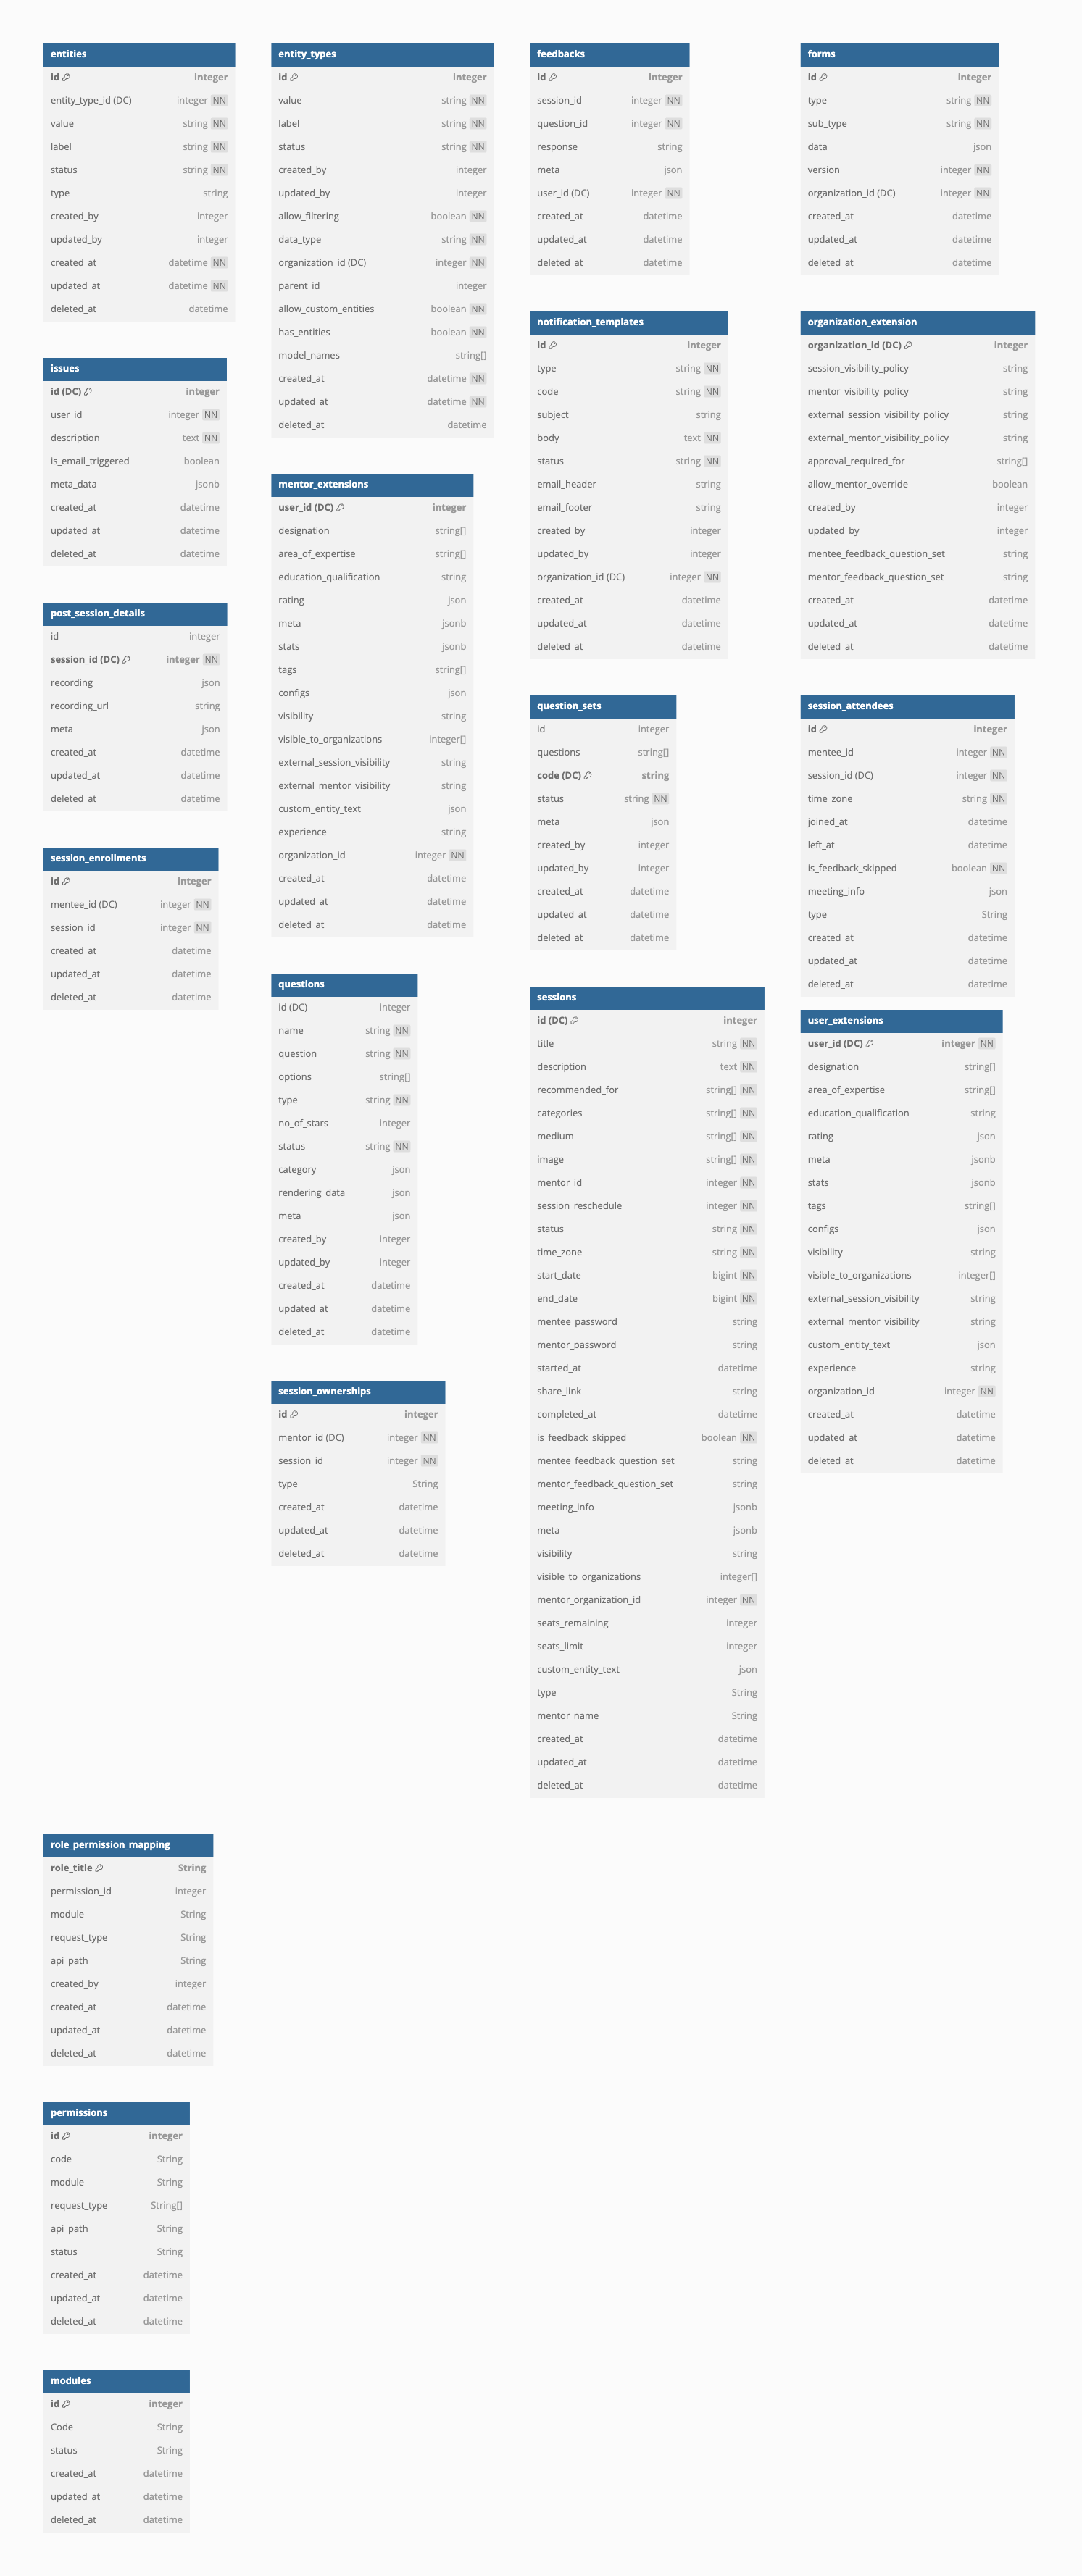 entities
id integer
entity_type_id (DC) integer NN
value string NN
label string NN
status string NN
type string
created_by integer
updated_by integer
created_at datetime NN
updated_at datetime NN
deleted_at datetime
issues
id (DC) integer
user_id integer NN
description text NN
is_email_triggered boolean
meta_data jsonb
created_at datetime
updated_at datetime
deleted_at datetime
post_session_details
id integer
session_id (DC) integer NN
recording json
recording_url string
meta json
created_at datetime
updated_at datetime
deleted_at datetime
session_enrollments
id integer
mentee_id (DC) integer NN
session_id integer NN
created_at datetime
updated_at datetime
deleted_at datetime
entity_types
id integer
value string NN
label string NN
status string NN
created_by integer
updated_by integer
allow_filtering boolean NN
data_type string NN
organization_id (DC) integer NN
parent_id integer
allow_custom_entities boolean NN
has_entities boolean NN
model_names string[]
created_at datetime NN
updated_at datetime NN
deleted_at datetime
mentor_extensions
user_id (DC) integer
designation string[]
area_of_expertise string[]
education_qualification string
rating json
meta jsonb
stats jsonb
tags string[]
configs json
visibility string
visible_to_organizations integer[]
external_session_visibility string
external_mentor_visibility string
custom_entity_text json
experience string
organization_id integer NN
created_at datetime
updated_at datetime
deleted_at datetime
questions
id (DC) integer
name string NN
question string NN
options string[]
type string NN
no_of_stars integer
status string NN
category json
rendering_data json
meta json
created_by integer
updated_by integer
created_at datetime
updated_at datetime
deleted_at datetime
session_ownerships
id integer
mentor_id (DC) integer NN
session_id integer NN
type String
created_at datetime
updated_at datetime
deleted_at datetime
feedbacks
id integer
session_id integer NN
question_id integer NN
response string
meta json
user_id (DC) integer NN
created_at datetime
updated_at datetime
deleted_at datetime
notification_templates
id integer
type string NN
code string NN
subject string
body text NN
status string NN
email_header string
email_footer string
created_by integer
updated_by integer
organization_id (DC) integer NN
created_at datetime
updated_at datetime
deleted_at datetime
question_sets
id integer
questions string[]
code (DC) string
status string NN
meta json
created_by integer
updated_by integer
created_at datetime
updated_at datetime
deleted_at datetime
sessions
id (DC) integer
title string NN
description text NN
recommended_for string[] NN
categories string[] NN
medium string[] NN
image string[] NN
mentor_id integer NN
session_reschedule integer NN
status string NN
time_zone string NN
start_date bigint NN
end_date bigint NN
mentee_password string
mentor_password string
started_at datetime
share_link string
completed_at datetime
is_feedback_skipped boolean NN
mentee_feedback_question_set string
mentor_feedback_question_set string
meeting_info jsonb
meta jsonb
visibility string
visible_to_organizations integer[]
mentor_organization_id integer NN
seats_remaining integer
seats_limit integer
custom_entity_text json
type String
mentor_name String
created_at datetime
updated_at datetime
deleted_at datetime
forms
id integer
type string NN
sub_type string NN
data json
version integer NN
organization_id (DC) integer NN
created_at datetime
updated_at datetime
deleted_at datetime
organization_extension
organization_id (DC) integer
session_visibility_policy string
mentor_visibility_policy string
external_session_visibility_policy string
external_mentor_visibility_policy string
approval_required_for string[]
allow_mentor_override boolean
created_by integer
updated_by integer
mentee_feedback_question_set string
mentor_feedback_question_set string
created_at datetime
updated_at datetime
deleted_at datetime
session_attendees
id integer
mentee_id integer NN
session_id (DC) integer NN
time_zone string NN
joined_at datetime
left_at datetime
is_feedback_skipped boolean NN
meeting_info json
type String
created_at datetime
updated_at datetime
deleted_at datetime
user_extensions
user_id (DC) integer NN
designation string[]
area_of_expertise string[]
education_qualification string
rating json
meta jsonb
stats jsonb
tags string[]
configs json
visibility string
visible_to_organizations integer[]
external_session_visibility string
external_mentor_visibility string
custom_entity_text json
experience string
organization_id integer NN
created_at datetime
updated_at datetime
deleted_at datetime
role_permission_mapping
role_title String
permission_id integer
module String
request_type String
api_path String
created_by integer
created_at datetime
updated_at datetime
deleted_at datetime
permissions
id integer
code String
module String
request_type String[]
api_path String
status String
created_at datetime
updated_at datetime
deleted_at datetime
modules
id integer
Code String
status String
created_at datetime
updated_at datetime
deleted_at datetime